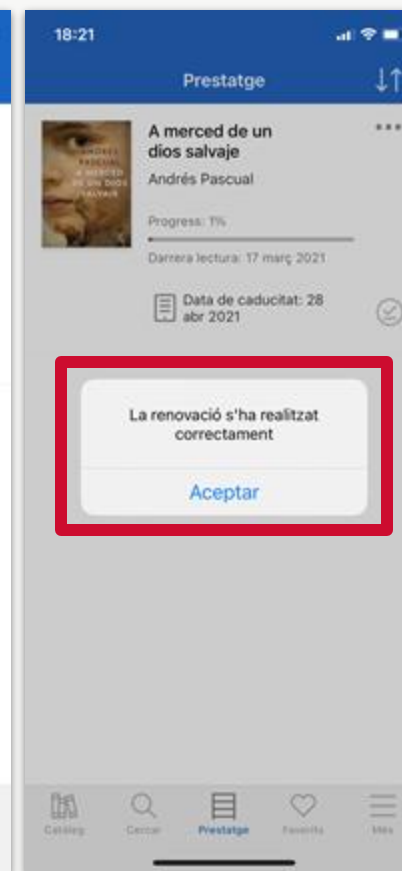 18:21
Prestatge
A merced de un
dios salvaje
Andrés Pascual
Progress: 1%
Darrera lectura: 17 març 2021
Data de caducitat: 28
abr 2021
La renovació s'ha realitzat
correctament
Aceptar
Catàleg Cercar Prestatge Favorits Més